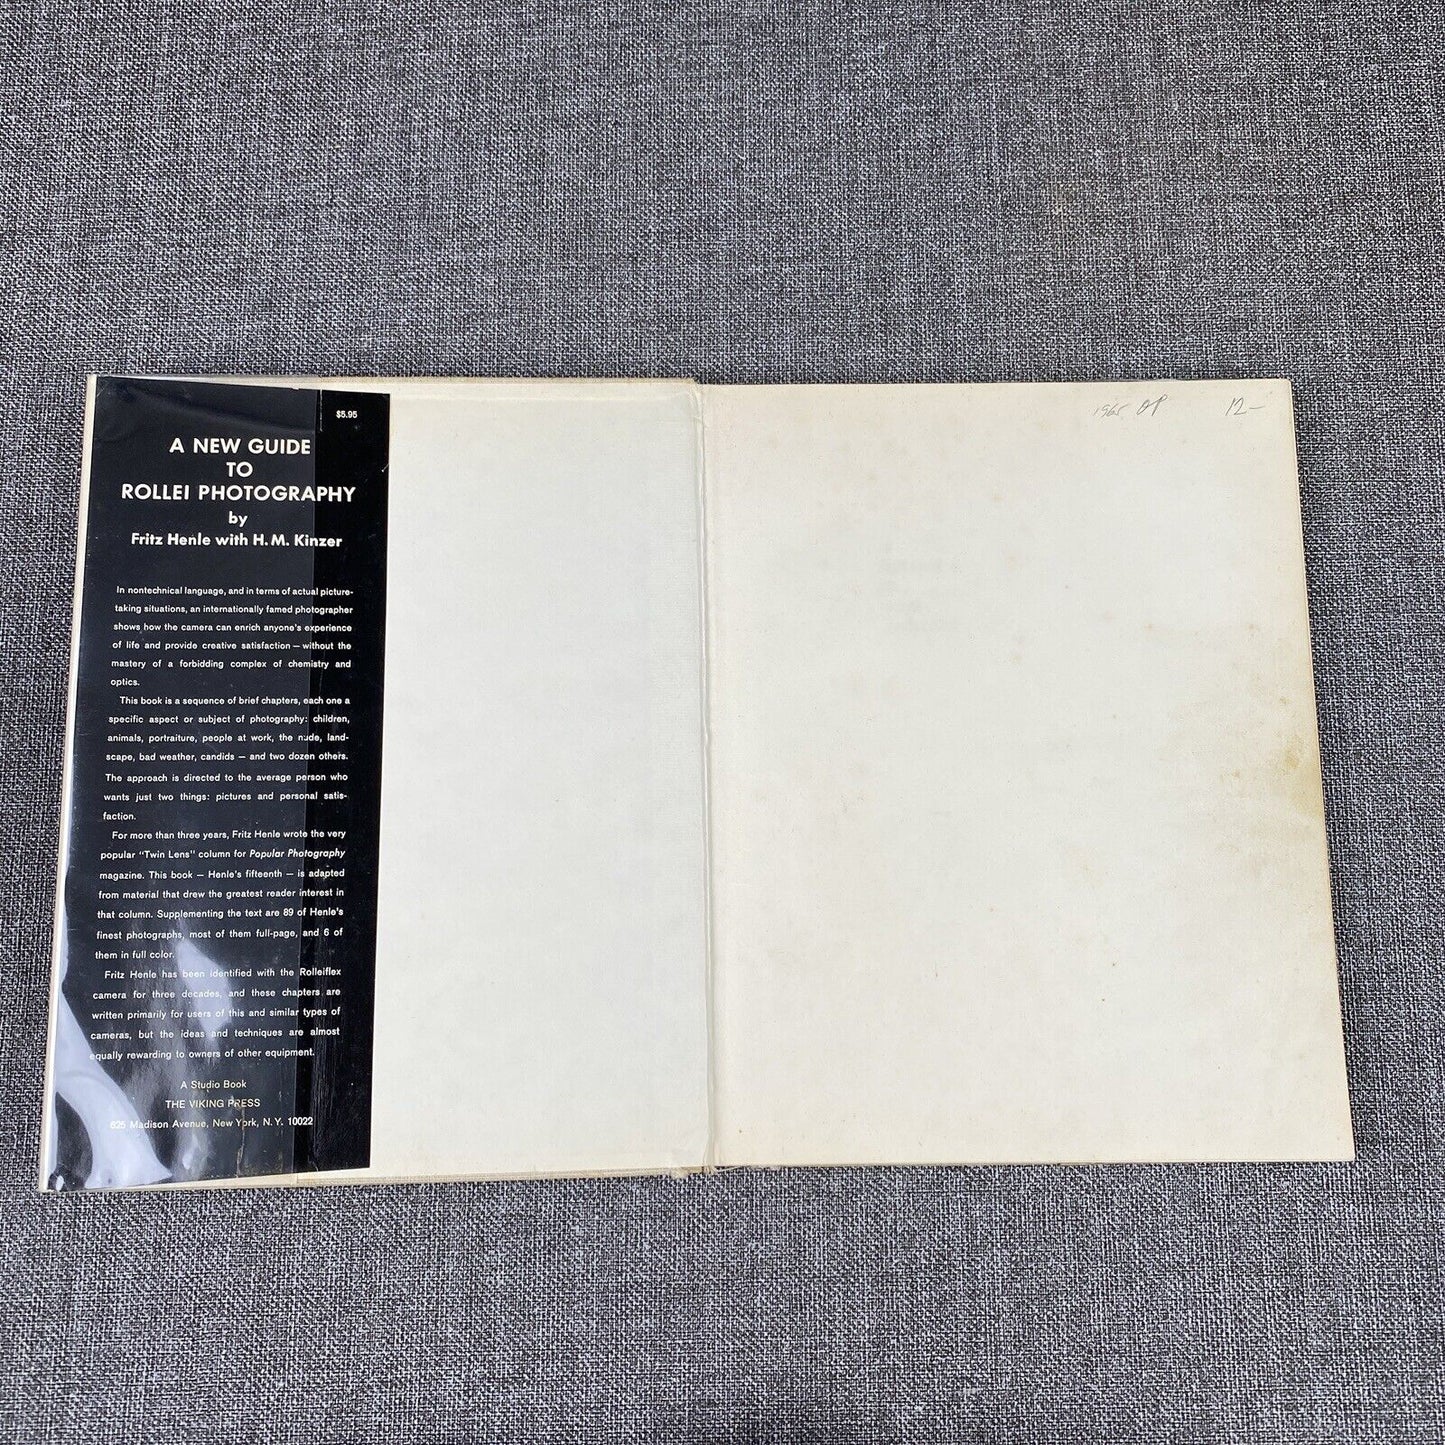 $5.95
A NEW GUIDE
TO
ROLLEI PHOTOGRAPHY
by
Fritz Henle with H. M. Kinzer
In nontechnical language, and in terms of actual picture-
taking situations, an internationally famed photographer
shows how the camera can enrich anyone's experience
of life and provide creative satisfaction — without the
mastery of a forbidding complex of chemistry and
optics.
This book is a sequence of brief chapters, each one a
specific aspect or subject of photography: children,
animals, portraiture, people at work, the nude, land-
scape, bad weather, candids — and two dozen others.
The approach is directed to the average person who
wants just two things: pictures and personal satis-
faction.
For more than three years, Fritz Henle wrote the very
popular "Twin Lens" column for Popular Photography
magazine. This book — Henle's fifteenth — is adapted
from material that drew the greatest reader interest in
that column. Supplementing the text are 89 of Henle's
finest photographs, most of them full-page, and 6 of
them in full color.
Fritz Henle has been identified with the Rolleiflex
camera for three decades, and these chapters are
written primarily for users of this and similar types of
cameras, but the ideas and techniques are almost
equally rewarding to owners of other equipment.
A Studio Book
THE VIKING PRESS
625 Madison Avenue, New York, N. Y. 10022
1965 OP 12-